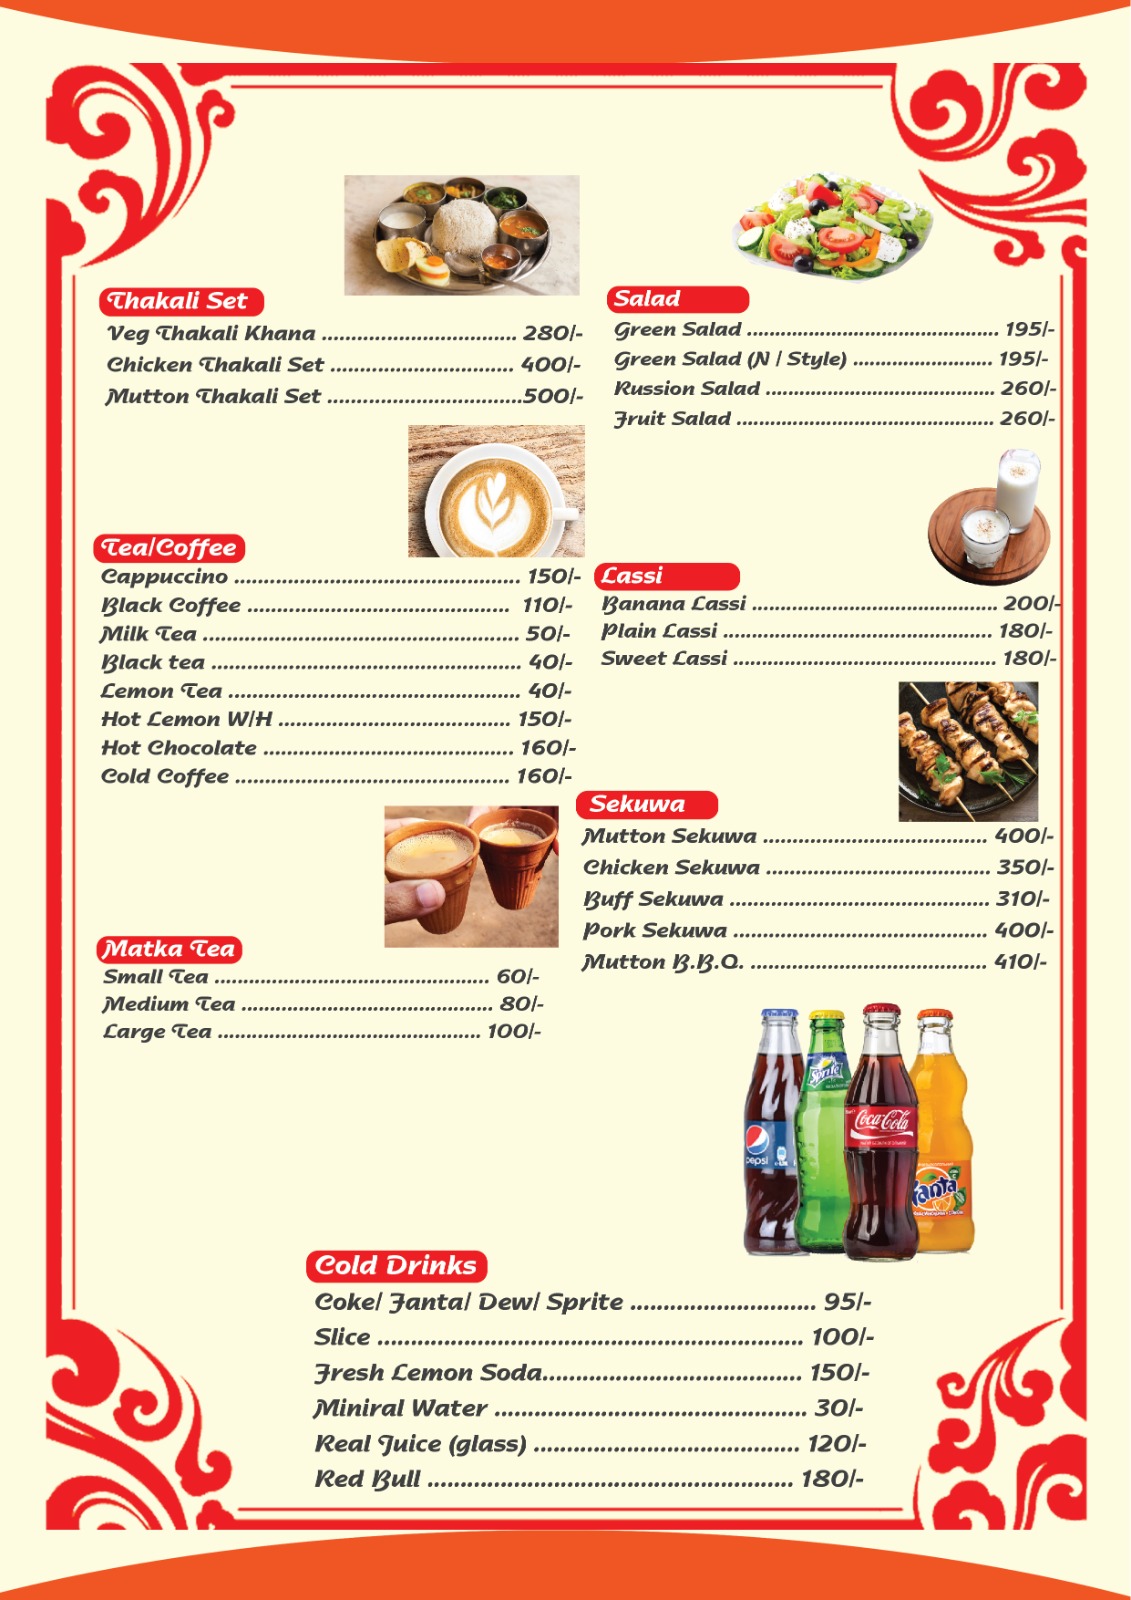 Thakali Set
Veg Thakali Khana .................................. 280/-
Chicken Thakali Set ................................ 400/-
Mutton Thakali Set ..................................500/-
Tea/Coffee
Cappuccino .............................................................. 150/-
Black Coffee ......................................................... 110/-
Milk Tea .................................................................... 50/-
Black tea ................................................................... 40/-
Lemon Tea ............................................................... 40/-
Hot Lemon W/H .................................................. 150/-
Hot Chocolate ...................................................... 160/-
Cold Coffee ............................................................ 160/-
Matka Tea
Small Tea ............................................................ 60/-
Medium Tea ....................................................... 80/-
Large Tea .......................................................... 100/-
Salad
Green Salad ...................................................... 195/-
Green Salad (N / Style) .............................. 195/-
Russion Salad .................................................. 260/-
Fruit Salad ........................................................ 260/-
Lassi
Banana Lassi ...................................................... 200/-
Plain Lassi ........................................................... 180/-
Sweet Lassi ......................................................... 180/-
Sekuwa
Mutton Sekuwa ................................................ 400/-
Chicken Sekuwa ................................................ 350/-
Buff Sekuwa ........................................................ 310/-
Pork Sekuwa ....................................................... 400/-
Mutton B.B.Q. ................................................... 410/-
pepsi
Sprite
Coca-Cola
Fanta
Cold Drinks
Coke/ Fanta/ Dew/ Sprite ............................ 95/-
Slice ................................................................. 100/-
Fresh Lemon Soda....................................... 150/-
Miniral Water ............................................... 30/-
Real Juice (glass) ........................................ 120/-
Red Bull ........................................................ 180/-